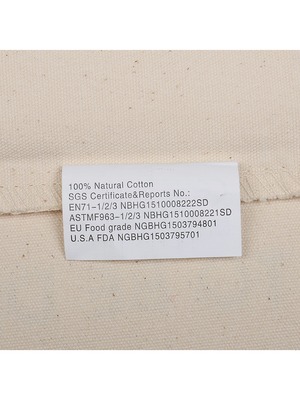 100% Natural Cotton
SGS Certificate&Reports No.:
EN71-1/2/3 NBHG1510008222SD
ASTMF963-1/2/3 NBHG1510008221SD
EU Food grade NGBHG1503794801
U.S.A FDA NGBHG1503795701